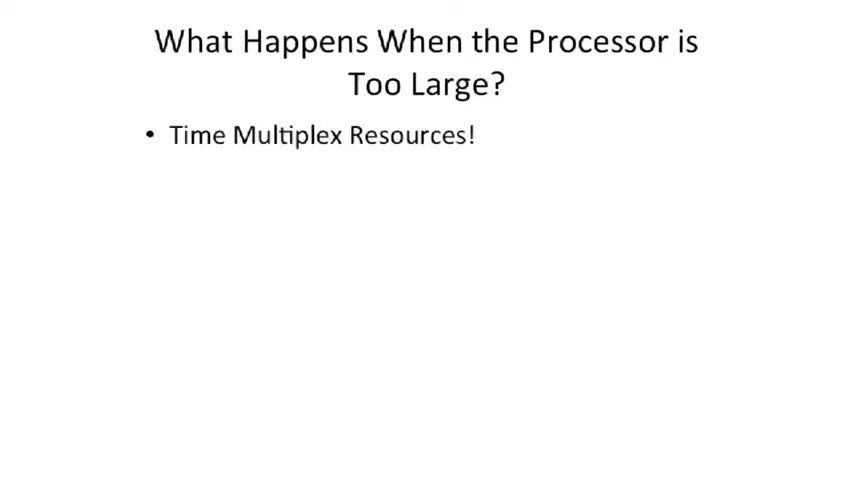 What Happens When the Processor is
Too Large?
• Time Multiplex Resources!